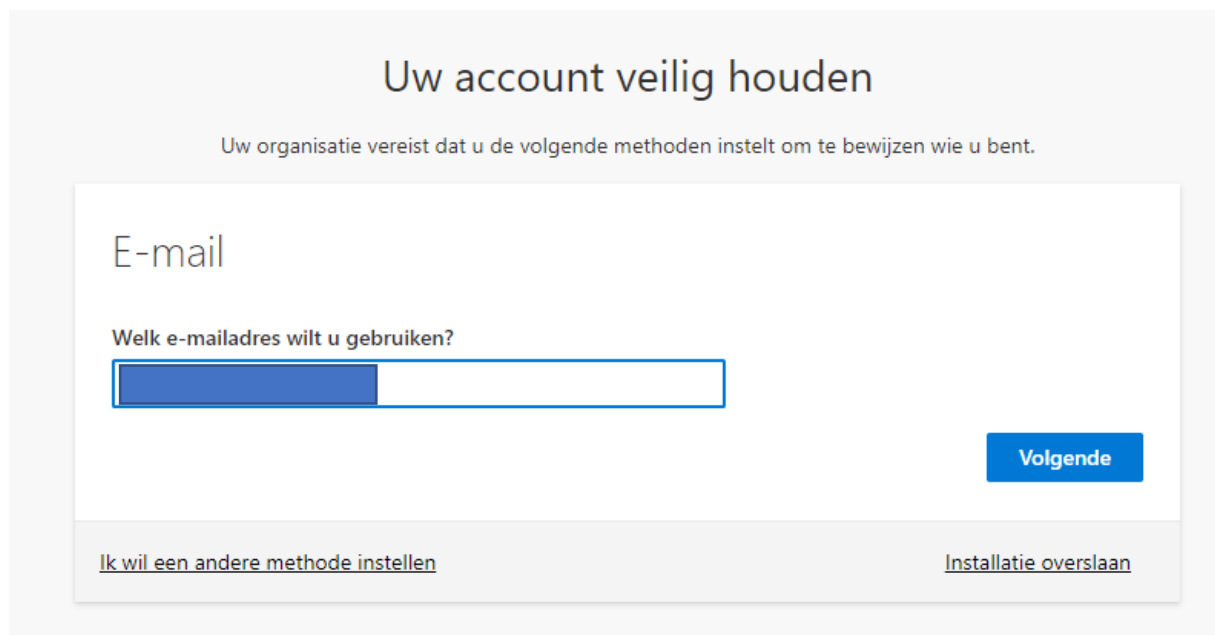 Uw account veilig houden
Uw organisatie vereist dat u de volgende methoden instelt om te bewijzen wie u bent.
E-mail
Welk e-mailadres wilt u gebruiken?
Volgende
Ik wil een andere methode instellen
Installatie overslaan